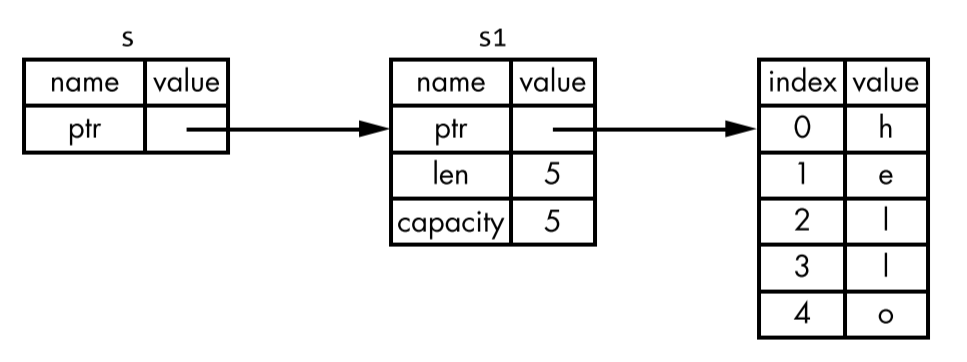 s
name value
ptr
s1
name value
ptr
len 5
capacity 5
index value
0 h
1 e
2 l
3 l
4 o